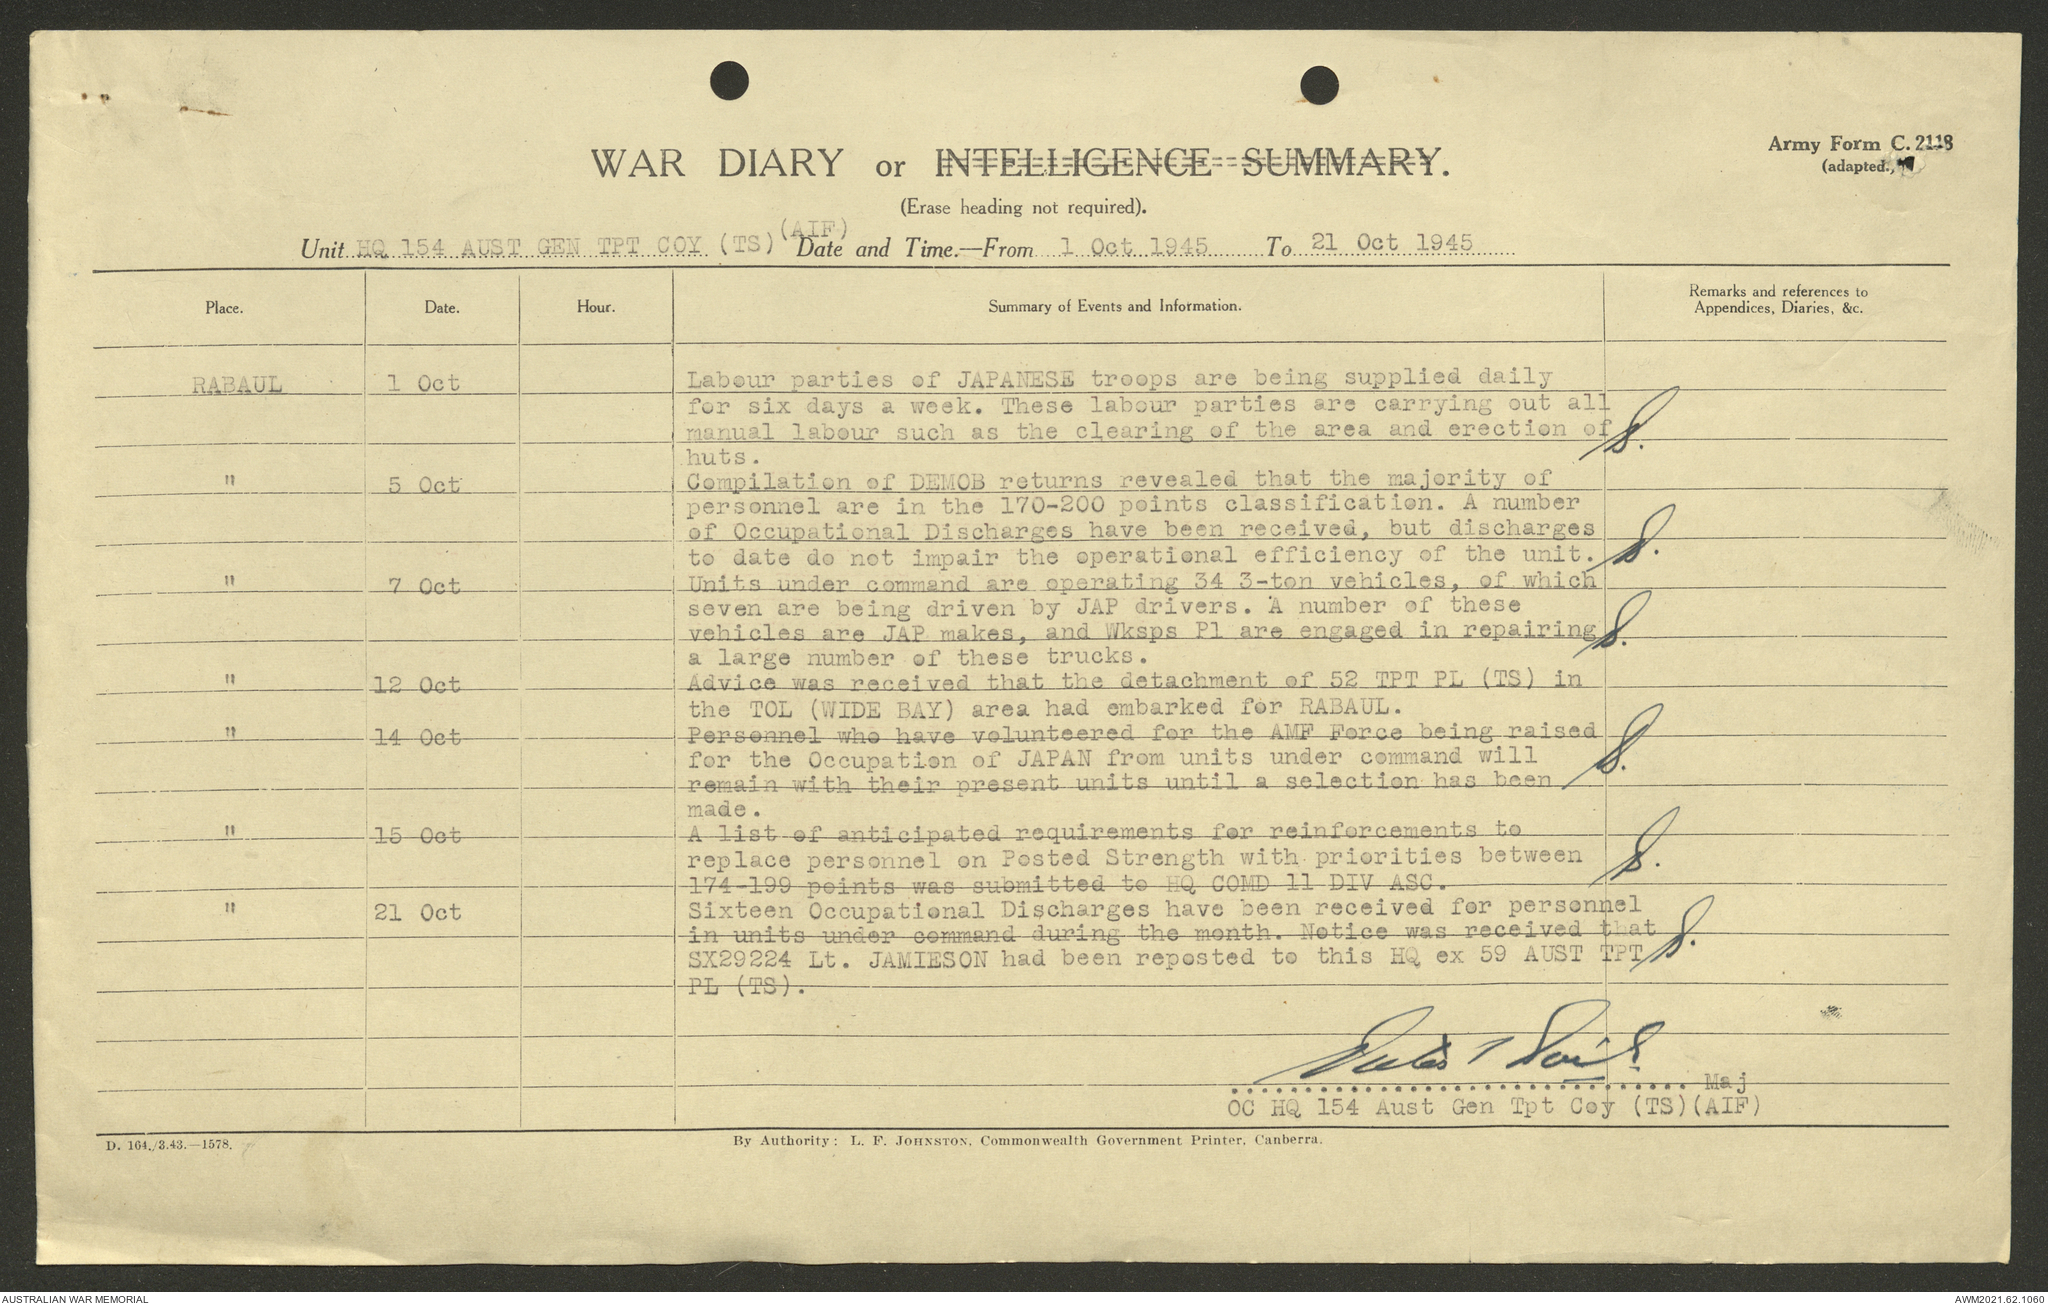 WAR DIARY or INTELLIGENCE SUMMARY.
Army Form C. 2118
(adapted.)
(Erase heading not required).
Unit HQ 154 AUST GEN TPT COY (TS) (AIF) Date and Time.—From 1 Oct 1945 To 21 Oct 1945
Place. Date. Hour. Summary of Events and Information. Remarks and references to
Appendices, Diaries, &c.
RABAUL 1 Oct Labour parties of JAPANESE troops are being supplied daily
for six days a week. These labour parties are carrying out all
manual labour such as the clearing of the area and erection of
huts.
" 5 Oct Compilation of DEMOB returns revealed that the majority of
personnel are in the 170-200 points classification. A number
of Occupational Discharges have been received, but discharges
to date do not impair the operational efficiency of the unit.
" 7 Oct Units under command are operating 34 3-ton vehicles, of which
seven are being driven by JAP drivers. A number of these
vehicles are JAP makes, and Wksps Pl are engaged in repairing
a large number of these trucks.
" 12 Oct Advice was received that the detachment of 52 TPT PL (TS) in
the TOL (WIDE BAY) area had embarked for RABAUL.
" 14 Oct Personnel who have volunteered for the AMF Force being raised
for the Occupation of JAPAN from units under command will
remain with their present units until a selection has been
made.
" 15 Oct A list of anticipated requirements for reinforcements to
replace personnel on Posted Strength with priorities between
174-199 points was submitted to HQ COMD 11 DIV ASC.
" 21 Oct Sixteen Occupational Discharges have been received for personnel
in units under command during the month. Notice was received that
SX29224 Lt. JAMIESON had been reposted to this HQ ex 59 AUST TPT
PL (TS).
Maj
OC HQ 154 Aust Gen Tpt Coy (TS)(AIF)
D. 164./3.43.—1578.
By Authority: L. F. JOHNSTON, Commonwealth Government Printer, Canberra.
AUSTRALIAN WAR MEMORIAL
AWM2021.62.1060